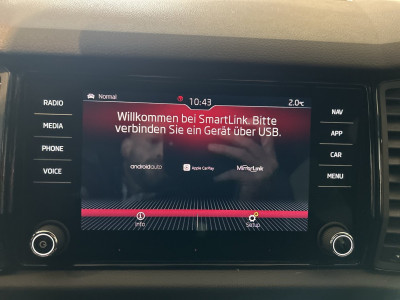 Normal
10:43
2.0°C
Willkommen bei SmartLink. Bitte
verbinden Sie ein Gerät über USB.
androidauto
Apple CarPlay
MirrorLink
Info
Setup
RADIO
MEDIA
PHONE
VOICE
NAV
APP
CAR
MENU